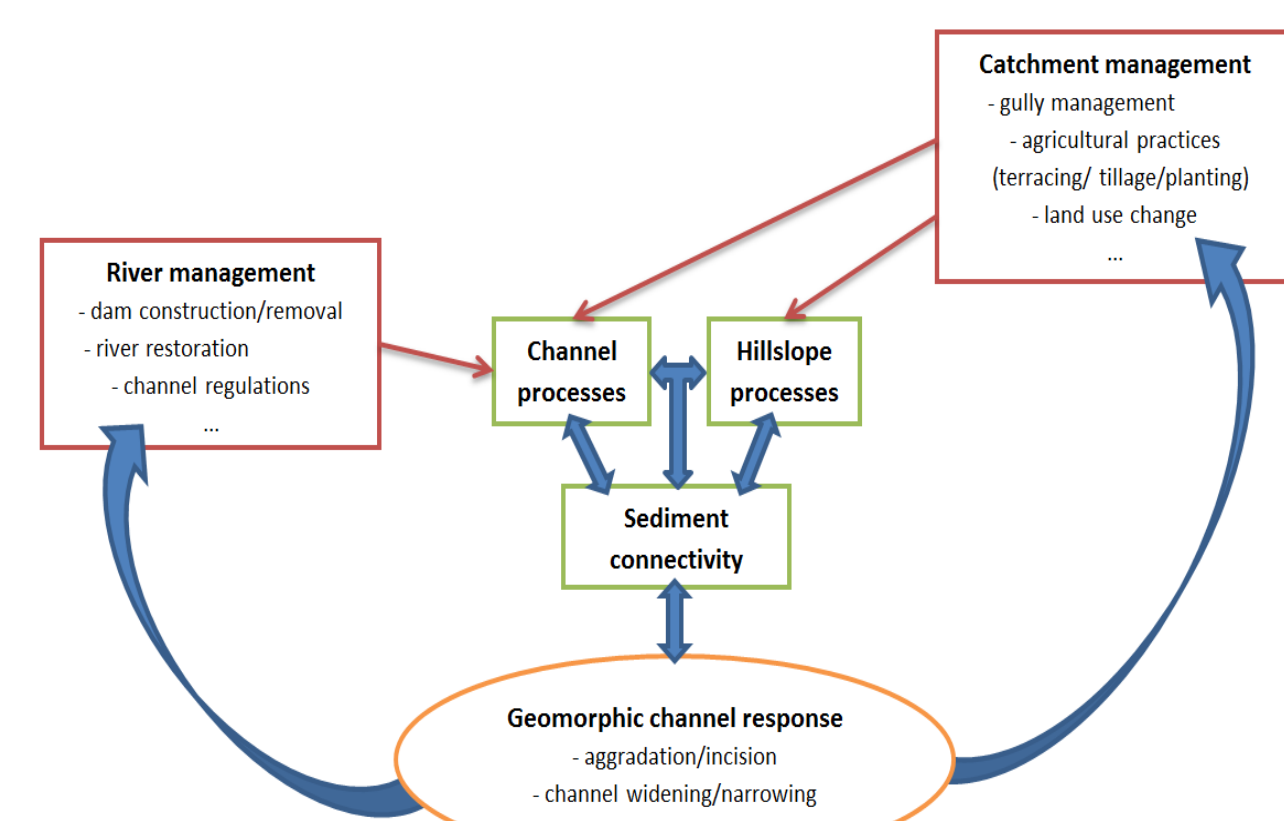 Catchment management
- gully management
- agricultural practices
(terracing/ tillage/planting)
- land use change
...
River management
- dam construction/removal
- river restoration
- channel regulations
...
Channel
processes
Hillslope
processes
Sediment
connectivity
Geomorphic channel response
- aggradation/incision
- channel widening/narrowing